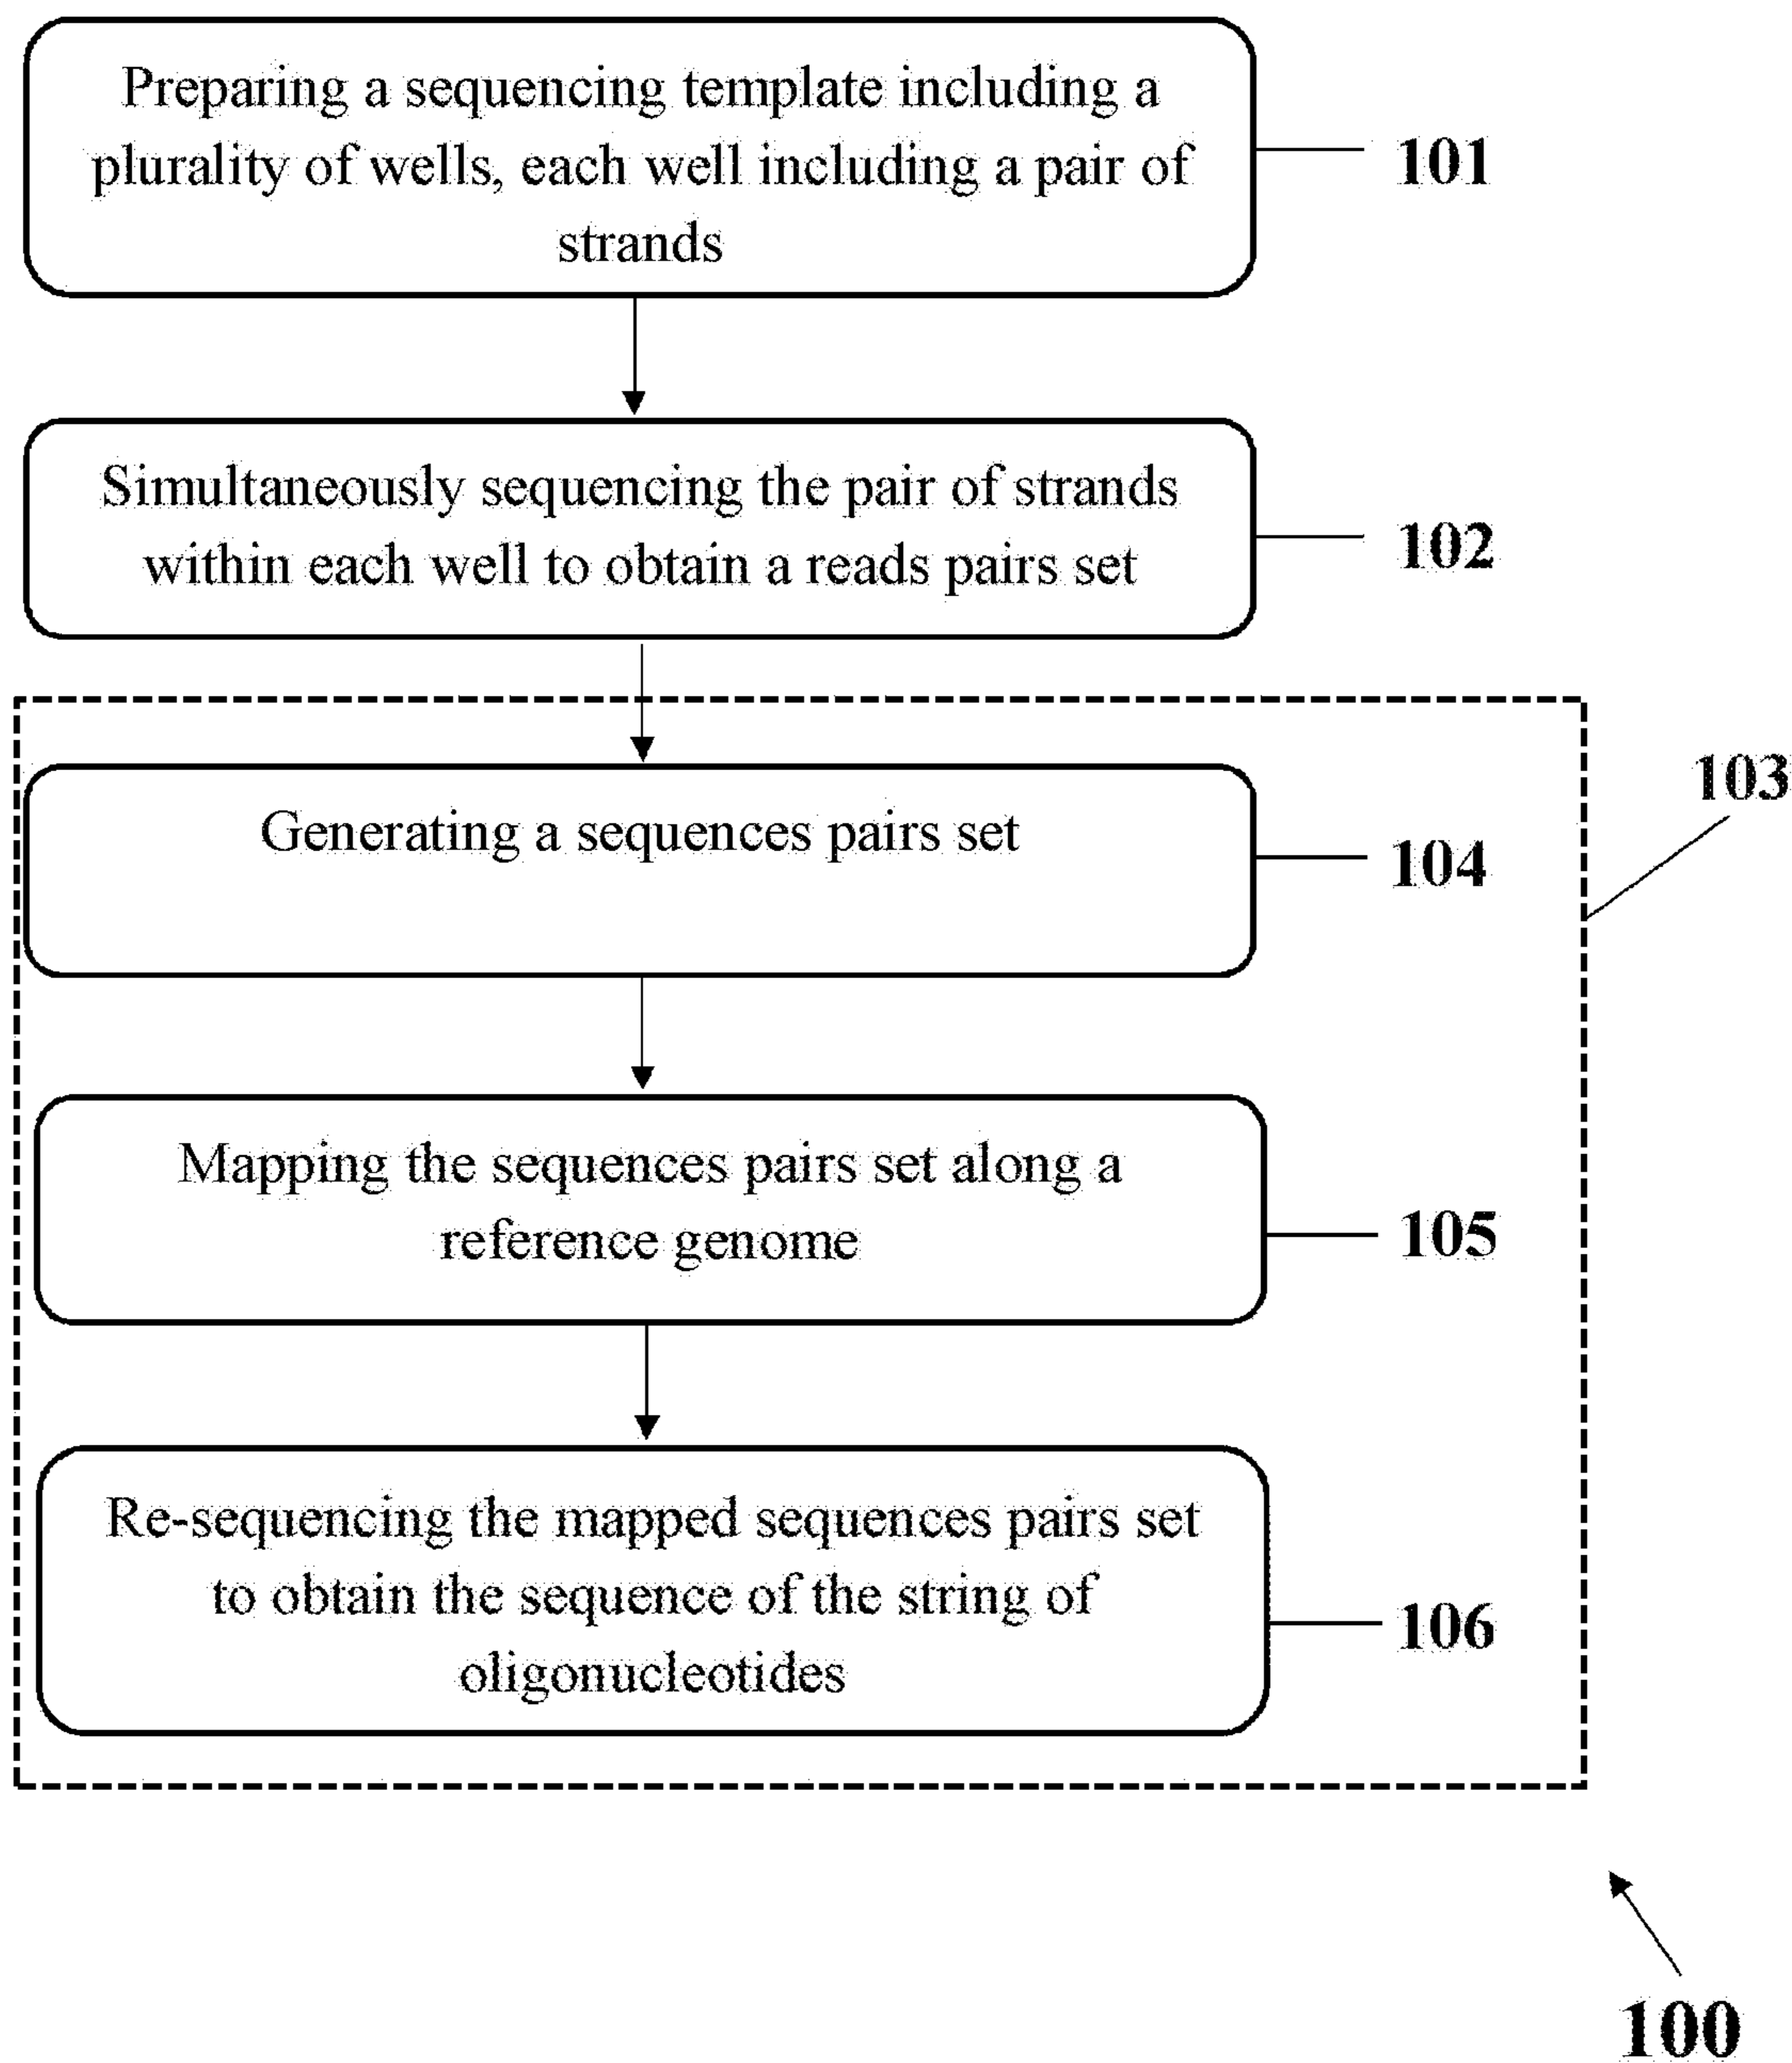 Preparing a sequencing template including a
plurality of wells, each well including a pair of
strands
101
Simultaneously sequencing the pair of strands
within each well to obtain a reads pairs set
102
103
Generating a sequences pairs set
104
Mapping the sequences pairs set along a
reference genome
105
Re-sequencing the mapped sequences pairs set
to obtain the sequence of the string of
oligonucleotides
106
100